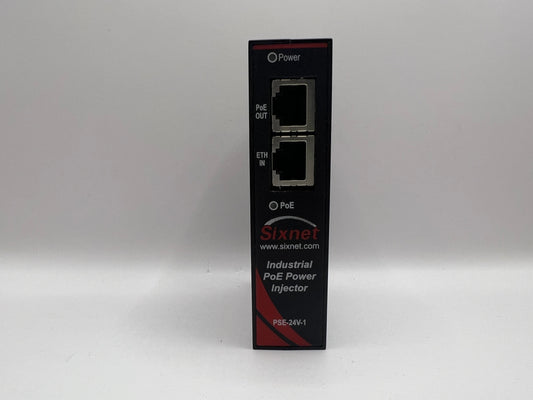 Power
PoE
OUT
ETH
IN
PoE
Sixnet
www.sixnet.com
Industrial
PoE Power
Injector
PSE-24V-1